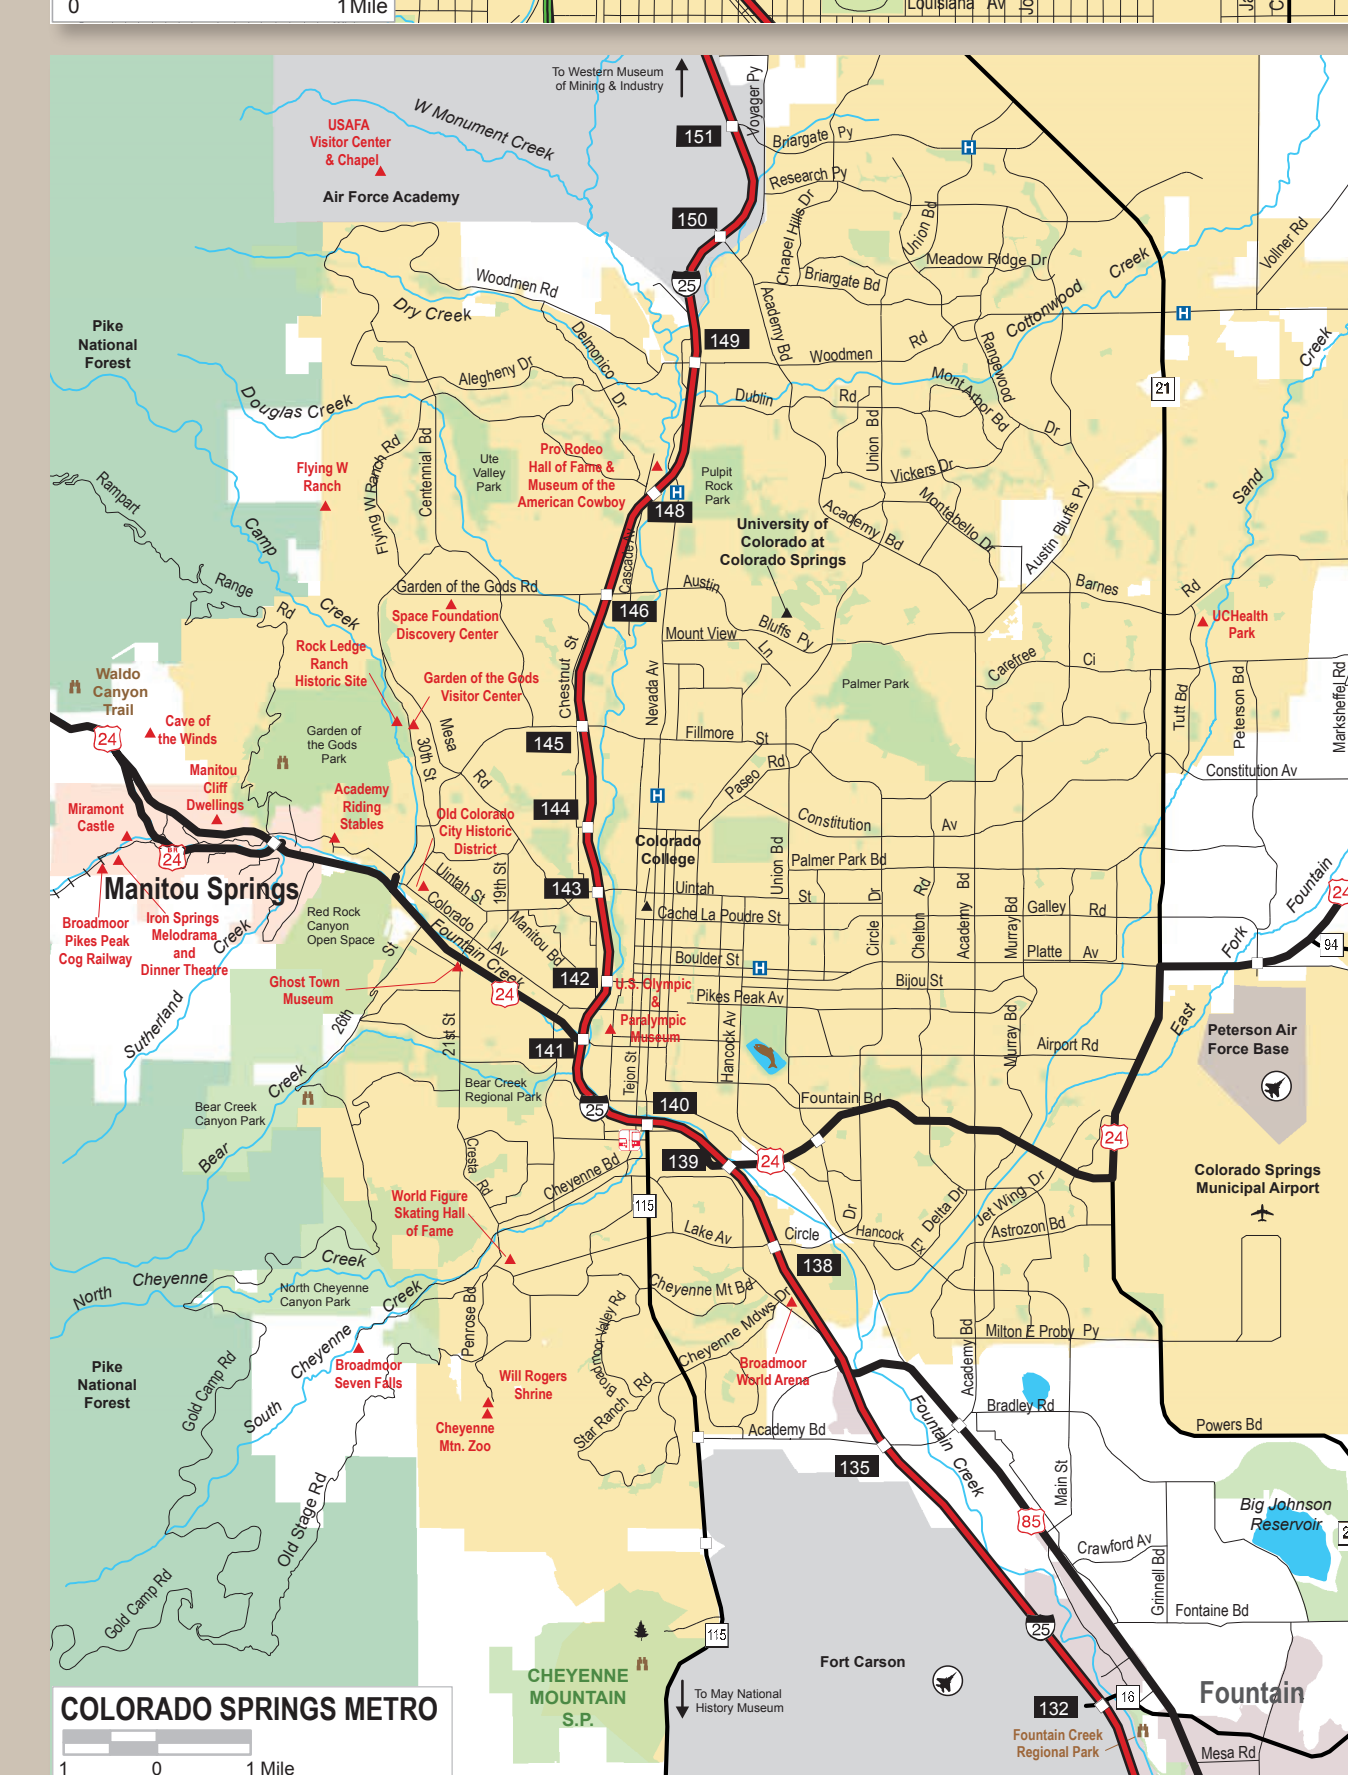 0
1 Mile
Louisiana Av
To Western Museum
of Mining & Industry
Voyager Py
W Monument Creek
USAFA
Visitor Center
& Chapel
Air Force Academy
151
Briargate Py
H
Research Py
150
Chapel Hills Dr
Union Bd
Meadow Ridge Dr
Vollner Rd
Cottonwood Creek
25
Briargate Bd
Academy Bd
Woodmen Rd
Dry Creek
H
Pike
National
Forest
149
Delmonico Dr
Woodmen Rd
Rangewood
Dr
Creek
Alegheny Dr
Dublin
Rd
Mont Arbor Bd
21
Douglas Creek
Union Bd
Flying W Ranch Rd
Centennial Bd
Ute
Valley
Park
Pro Rodeo
Hall of Fame &
Museum of the
American Cowboy
Flying W
Ranch
Pulpit
Rock
Park
Vickers Dr
H
148
Sand
Rampart
Range
Rd
Camp
Creek
University of
Colorado at
Colorado Springs
Academy Bd
Montebello Dr
Austin Bluffs Py
Cascade Av
Garden of the Gods Rd
Austin
Bluffs Py
Barnes
Rd
146
Space Foundation
Discovery Center
UCHealth
Park
Mount View
Ln
Rock Ledge
Ranch
Historic Site
Chestnut St
Nevada Av
Carefree
Ci
Garden of the Gods
Visitor Center
Palmer Park
Waldo
Canyon
Trail
Tutt Bd
Peterson Bd
Marksheffel Rd
Cave of
the Winds
24
Garden of
the Gods
Park
Mesa
Rd
30th St
145
Fillmore
St
Manitou
Cliff
Dwellings
Paseo
Rd
Constitution Av
Academy
Riding
Stables
H
144
Miramont
Castle
Old Colorado
City Historic
District
Constitution
Av
Colorado
College
24
Union Bd
Palmer Park Bd
Manitou Springs
143
Uintah St
19th St
Uintah
St
Cache La Poudre St
Circle
Dr
Chelton
Rd
Academy
Bd
Murray Bd
Galley
Rd
Fountain
24
Colorado
Av
Manitou Bd
Broadmoor
Pikes Peak
Cog Railway
Iron Springs
Melodrama
and
Dinner Theatre
Red Rock
Canyon
Open Space
Fountain Creek
Boulder St
Platte
Av
Fork
94
H
142
Bijou St
Ghost Town
Museum
24
U.S. Olympic
&
Paralympic
Museum
Pikes Peak Av
East
Sutherland
Creek
26th
St
21st St
141
Hancock Av
Tejon St
Murray Bd
Airport Rd
Peterson Air
Force Base
Bear Creek
Regional Park
Bear Creek
Canyon Park
Creek
Bear
25
140
Fountain Bd
24
139
24
Cresta
Rd
Cheyenne Bd
Colorado Springs
Municipal Airport
115
World Figure
Skating Hall
of Fame
Lake Av
Circle
Dr
Hancock
Ex
Delta Dr
Jet Wing Dr
Astrozon Bd
138
North Cheyenne
Creek
North Cheyenne
Canyon Park
Cheyenne Mt Bd
Cheyenne Mdws Dr
Penrose Bd
Broadmoor Valley Rd
South
Cheyenne
Creek
Academy Bd
Milton E Proby Py
Broadmoor
World Arena
Pike
National
Forest
Broadmoor
Seven Falls
Will Rogers
Shrine
Gold Camp Rd
Cheyenne
Mtn. Zoo
Star Ranch
Rd
Academy Bd
Bradley Rd
Powers Bd
Fountain Creek
135
Old Stage Rd
Main St
Big Johnson
Reservoir
85
Crawford Av
Grinnell Bd
Gold Camp Rd
Fontaine Bd
25
115
CHEYENNE
MOUNTAIN
S.P.
Fort Carson
To May National
History Museum
132
16
Fountain
Fountain Creek
Regional Park
Mesa Rd
COLORADO SPRINGS METRO
1
0
1 Mile